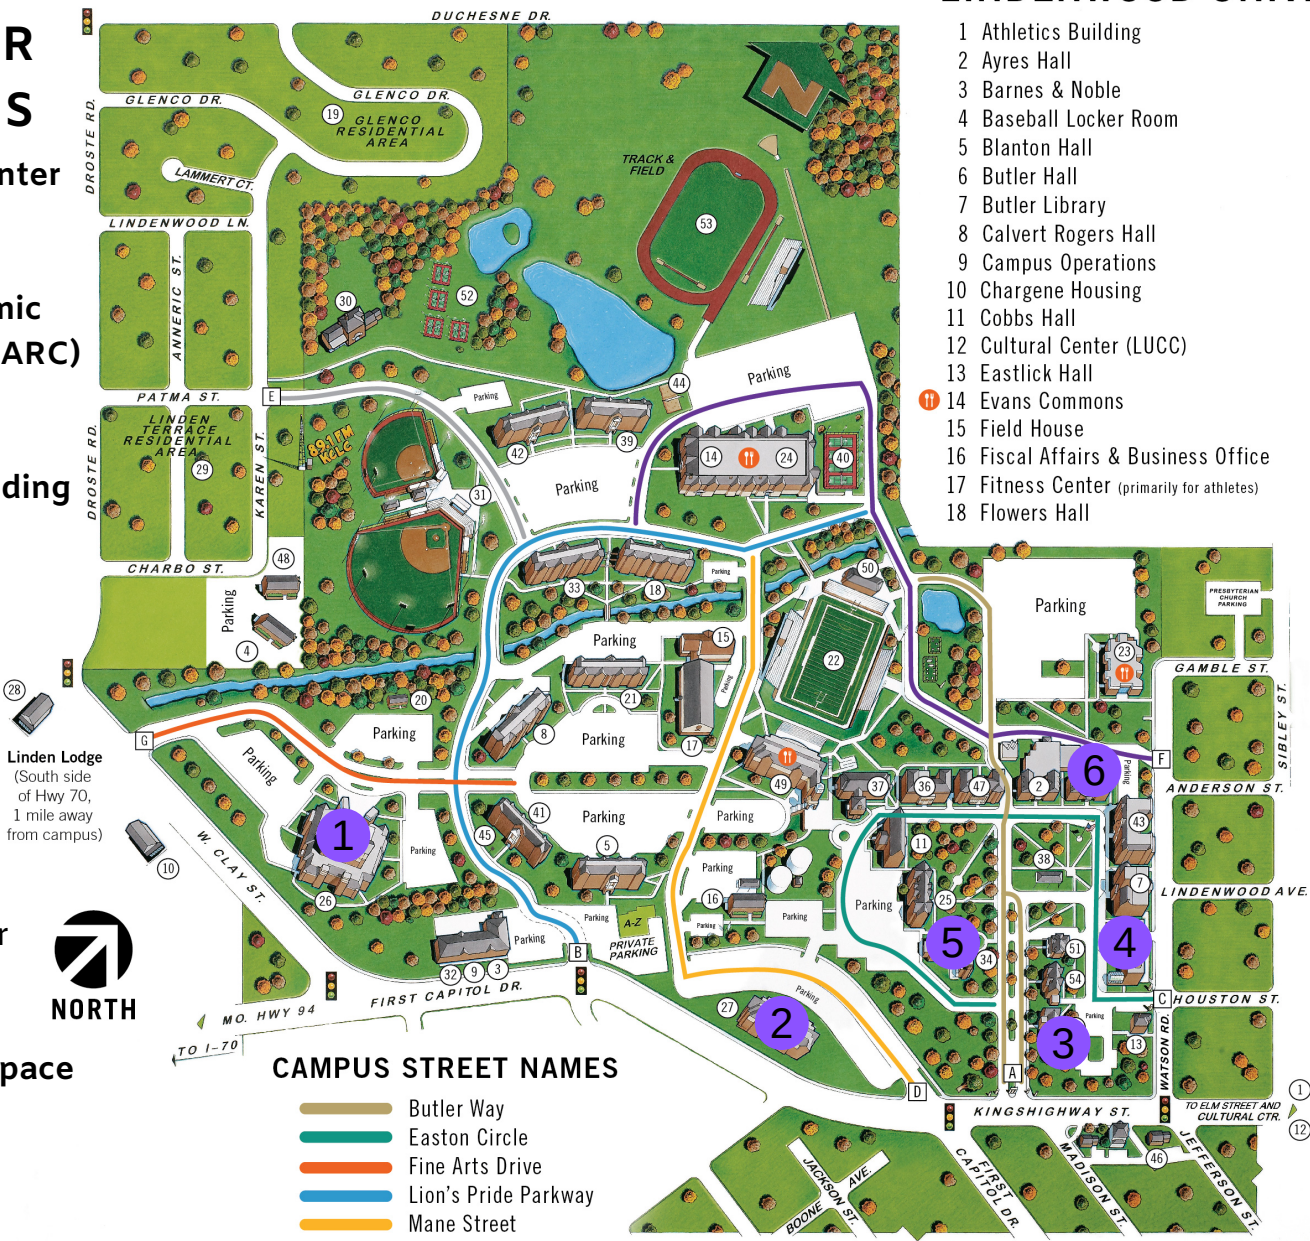 R
S
nter
mic
ARC)
ding
r
pace
DUCHESNE DR.
GLENCO DR.
GLENCO DR.
19
GLENCO
RESIDENTIAL
AREA
DROSTE RD.
LAMMERT CT.
LINDENWOOD LN.
ANNERIC ST.
TRACK &
FIELD
53
30
52
PATMA ST.
E
44
Parking
Parking
LINDEN
TERRACE
RESIDENTIAL
AREA
29
DROSTE RD.
KAREN ST.
89.1 FM
KCLC
42
39
14
24
40
31
Parking
CHARBO ST.
48
Parking
4
33
18
Parking
50
Parking
PRESBYTERIAN
CHURCH
PARKING
Parking
15
22
23
GAMBLE ST.
SIBLEY ST.
28
20
21
Parking
Linden Lodge
(South side
of Hwy 70,
1 mile away
from campus)
G
Parking
Parking
8
Parking
17
49
37
36
47
2
6
Parking
F
ANDERSON ST.
10
W. CLAY ST.
1
26
Parking
45
41
Parking
5
Parking
11
38
43
7
LINDENWOOD AVE.
Parking
16
Parking
Parking
Parking
25
5
34
51
54
4
NORTH
32
9
3
Parking
Parking
A-Z
PRIVATE
PARKING
B
FIRST CAPITOL DR.
MO. HWY 94
TO I-70
27
2
Parking
D
3
Parking
13
C
HOUSTON ST.
WATSON RD.
A
KINGSHIGHWAY ST.
TO ELM STREET AND
CULTURAL CTR.
1
12
46
JACKSON ST.
BOONE AVE.
FIRST
CAPITOL DR.
MADISON ST.
JEFFERSON ST.
CAMPUS STREET NAMES
Butler Way
Easton Circle
Fine Arts Drive
Lion's Pride Parkway
Mane Street
1 Athletics Building
2 Ayres Hall
3 Barnes & Noble
4 Baseball Locker Room
5 Blanton Hall
6 Butler Hall
7 Butler Library
8 Calvert Rogers Hall
9 Campus Operations
10 Chargene Housing
11 Cobbs Hall
12 Cultural Center (LUCC)
13 Eastlick Hall
14 Evans Commons
15 Field House
16 Fiscal Affairs & Business Office
17 Fitness Center (primarily for athletes)
18 Flowers Hall